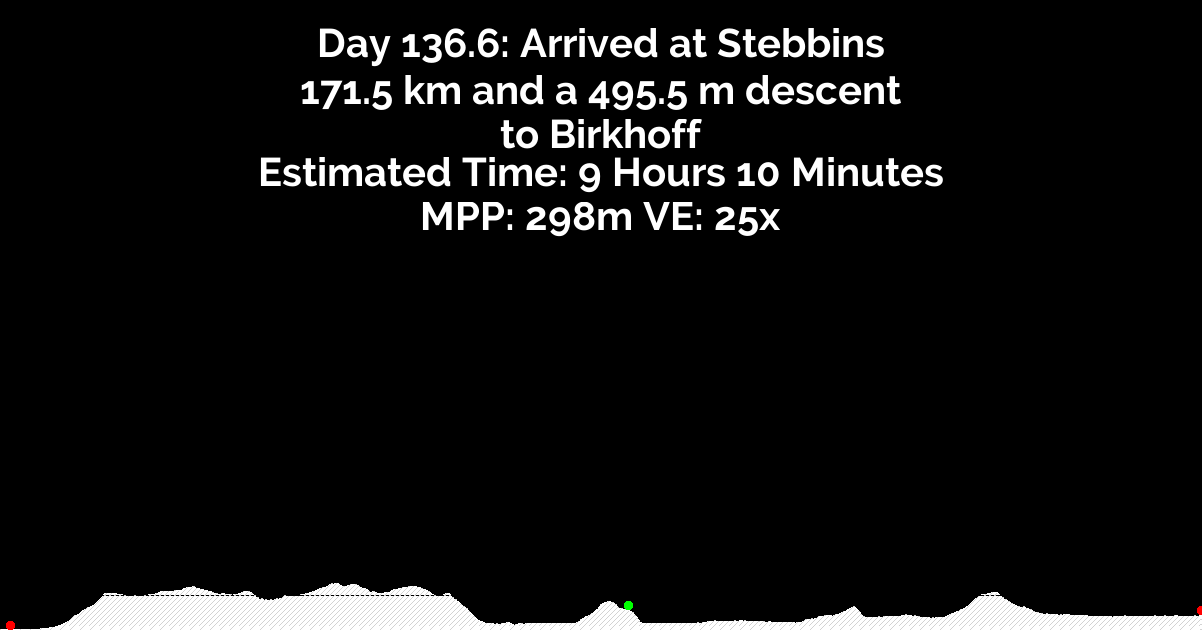 Day 136.6: Arrived at Stebbins
171.5 km and a 495.5 m descent
to Birkhoff
Estimated Time: 9 Hours 10 Minutes
MPP: 298m VE: 25x